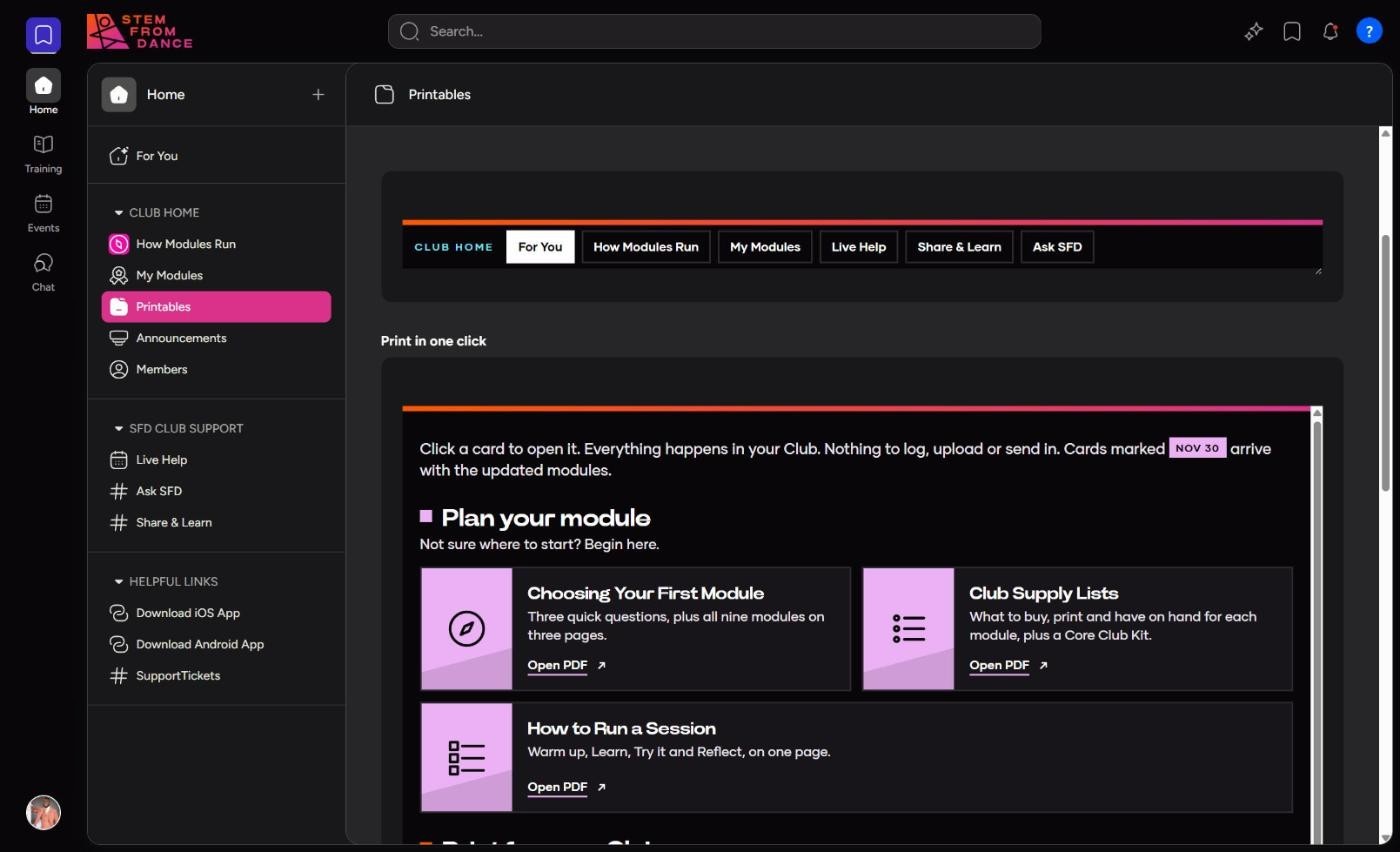 STEM
FROM
DANCE
Search...
?
Home
Training
Events
Chat
Home
For You
CLUB HOME
How Modules Run
My Modules
Printables
Announcements
Members
SFD CLUB SUPPORT
Live Help
Ask SFD
Share & Learn
HELPFUL LINKS
Download iOS App
Download Android App
SupportTickets
Printables
CLUB HOME For You How Modules Run My Modules Live Help Share & Learn Ask SFD
Print in one click
Click a card to open it. Everything happens in your Club. Nothing to log, upload or send in. Cards marked NOV 30 arrive
with the updated modules.
Plan your module
Not sure where to start? Begin here.
Choosing Your First Module
Three quick questions, plus all nine modules on
three pages.
Open PDF
Club Supply Lists
What to buy, print and have on hand for each
module, plus a Core Club Kit.
Open PDF
How to Run a Session
Warm up, Learn, Try it and Reflect, on one page.
Open PDF